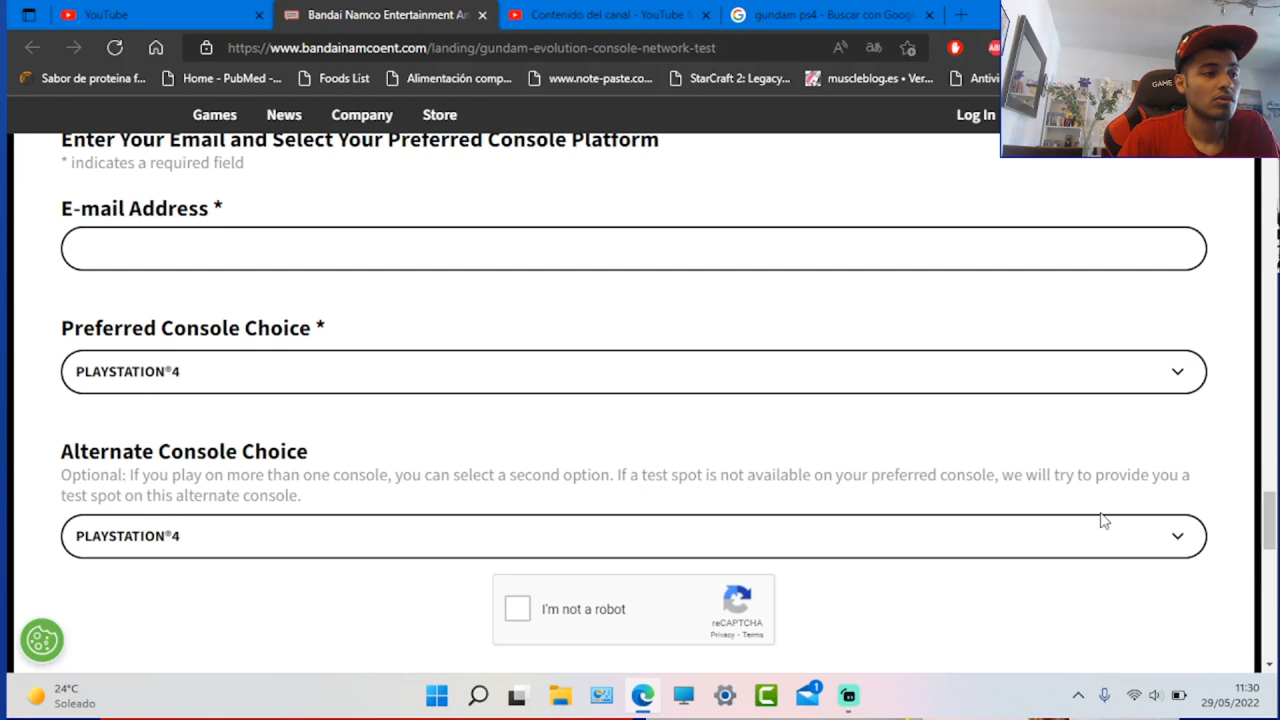 YouTube
Bandai Namco Entertainment An
Contenido del canal - YouTube S
gundam ps4 - Buscar con Googl
https://www.bandainamcoent.com/landing/gundam-evolution-console-network-test
Sabor de proteina f...
Home - PubMed -...
Foods List
Alimentación comp...
www.note-paste.co...
StarCraft 2: Legacy...
muscleblog.es • Ver...
Antivi
Games
News
Company
Store
Log In
GAME
Enter Your Email and Select Your Preferred Console Platform
* indicates a required field
E-mail Address *
Preferred Console Choice *
PLAYSTATION®4
Alternate Console Choice
Optional: If you play on more than one console, you can select a second option. If a test spot is not available on your preferred console, we will try to provide you a
test spot on this alternate console.
PLAYSTATION®4
I'm not a robot
reCAPTCHA
Privacy - Terms
24°C
Soleado
1
11:30
29/05/2022